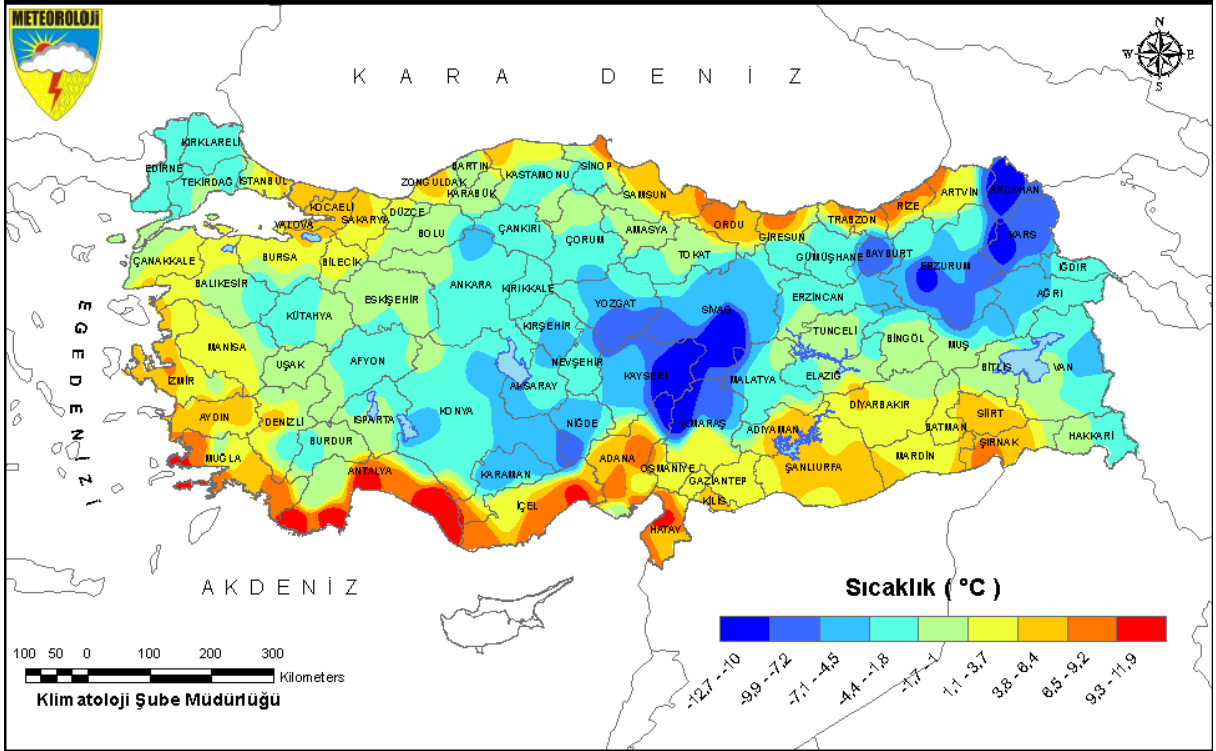 METEOROLOJİ
N
W E
S
K A R A D E N İ Z
KIRKLARELİ
EDİRNE
TEKİRDAĞ
İSTANBUL
KOCAELİ
YALOVA
SAKARYA
DÜZCE
ZONGULDAK
BARTIN
KARABÜK
KASTAMONU
SİNOP
SAMSUN
ORDU
GİRESUN
TRABZON
RİZE
ARTVİN
ARDAHAN
KARS
ÇANAKKALE
BURSA
BİLECİK
BOLU
ÇANKIRI
ÇORUM
AMASYA
TOKAT
GÜMÜŞHANE
BAYBURT
ERZURUM
IĞDIR
AĞRI
BALIKESİR
KÜTAHYA
ESKİŞEHİR
ANKARA
KIRIKKALE
YOZGAT
SİVAS
ERZİNCAN
TUNCELİ
BİNGÖL
MUŞ
BİTLİS
VAN
E G E D E N İ Z İ
MANİSA
UŞAK
AFYON
KIRŞEHİR
NEVŞEHİR
AKSARAY
KAYSERİ
MALATYA
ELAZIĞ
DİYARBAKIR
BATMAN
SİİRT
ŞIRNAK
HAKKARİ
İZMİR
AYDIN
DENİZLİ
ISPARTA
BURDUR
KONYA
NİĞDE
K.MARAŞ
ADIYAMAN
MARDİN
MUĞLA
ANTALYA
KARAMAN
İÇEL
ADANA
OSMANİYE
GAZİANTEP
ŞANLIURFA
KİLİS
HATAY
A K D E N İ Z
Sıcaklık ( °C )
-12,7 - -10
-9,9 - -7,2
-7,1 - -4,5
-4,4 - -1,8
-1,7 - 1
1,1 - 3,7
3,8 - 6,4
6,5 - 9,2
9,3 - 11,9
100 50 0 100 200 300
Kilometers
Klimatoloji Şube Müdürlüğü